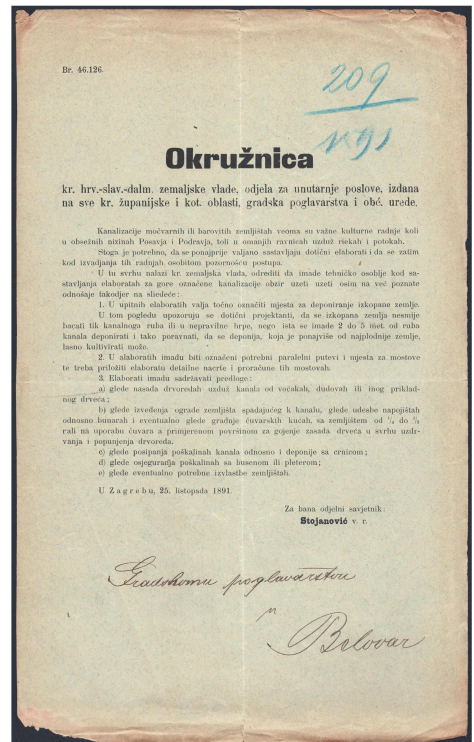 Br. 46.126.
209
1891
Okružnica
kr. hrv.-slav.-dalm. zemaljske vlade, odjela za unutarnje poslove, izdana
na sve kr. županijske i kot. oblasti, gradska poglavarstva i obć. urede.
Kanalizacije močvarnih ili barovitih zemljištah veoma su važne kulturne radnje koli
u obsežnih nizinah Posavja i Podravja, toli u omanjih ravnicah uzduž riekah i potokah.
Stoga je potrebno, da se ponajprije valjano sastavljaju dotični elaborati i da se zatim
kod izvadjanja tih radnjah osobitom pozornošću postupa.
U tu svrhu nalazi kr. zemaljska vlada, odrediti da imade tehničko osoblje kod sa-
stavljanja elaboratah za gore označene kanalizacije obzir uzeti uzeti osim na već poznate
odnošaje takodjer na sliedeće:
1. U upitnih elaboratih valja točno označiti mjesta za deponiranje izkopane zemlje.
U tom pogledu upozoruju se dotični projektanti, da se izkopana zemlja nesmije
bacati tik kanalnoga ruba ili u nepravilne hrpe, nego ista se imade 2 do 5 met. od ruba
kanala deponirati i tako poravnati, da se deponija, koja je ponajviše od najplodnije zemlje,
lasno kultivirati može.
2. U alaboratih imadu biti označeni potrebni paralelni putevi i mjesta za mostove
te treba priložiti elaboratu detailne nacrte i proračune tih mostovah.
3. Elaborati imadu sadržavati predloge:
a) glede nasada drvoredah uzduž kanala od voćakah, dudovah ili inog priklad-
nog drveća;
b) glede izvedenja ograde zemljišta spadajućeg k kanalu, glede udesbe napojištah
odnosno bunarah i eventualno glede gradnje čuvarskih kućah, sa zemljištem od ¼ do ½
rali na uporabu čuvara a primjerenom površinom za gojenje zasada drveća u svrhu uzdr-
vanja i popunjenja drvoreda.
c) glede posipanja poškalinah kanala odnosno i deponije sa crnicom;
d) glede osjeguranja poškalinah sa busenom ili pleterom;
e) glede eventualno potrebne izvlastbe zemljištah.
U Zagrebu, 25. listopada 1891.
Za bana odjelni savjetnik:
Stojanović v. r.
Gradskomu poglavarstvu
u
Belovar